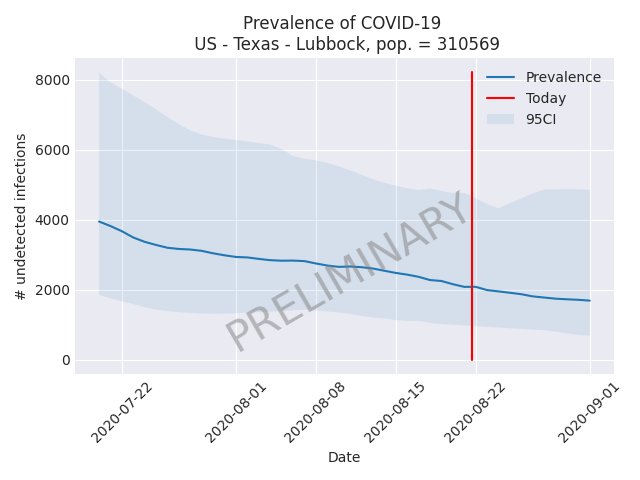 Prevalence of COVID-19
US - Texas - Lubbock, pop. = 310569
8000
6000
4000
2000
0
# undetected infections
Prevalence
Today
95CI
PRELIMINARY
2020-07-22
2020-08-01
2020-08-08
2020-08-15
2020-08-22
2020-09-01
Date